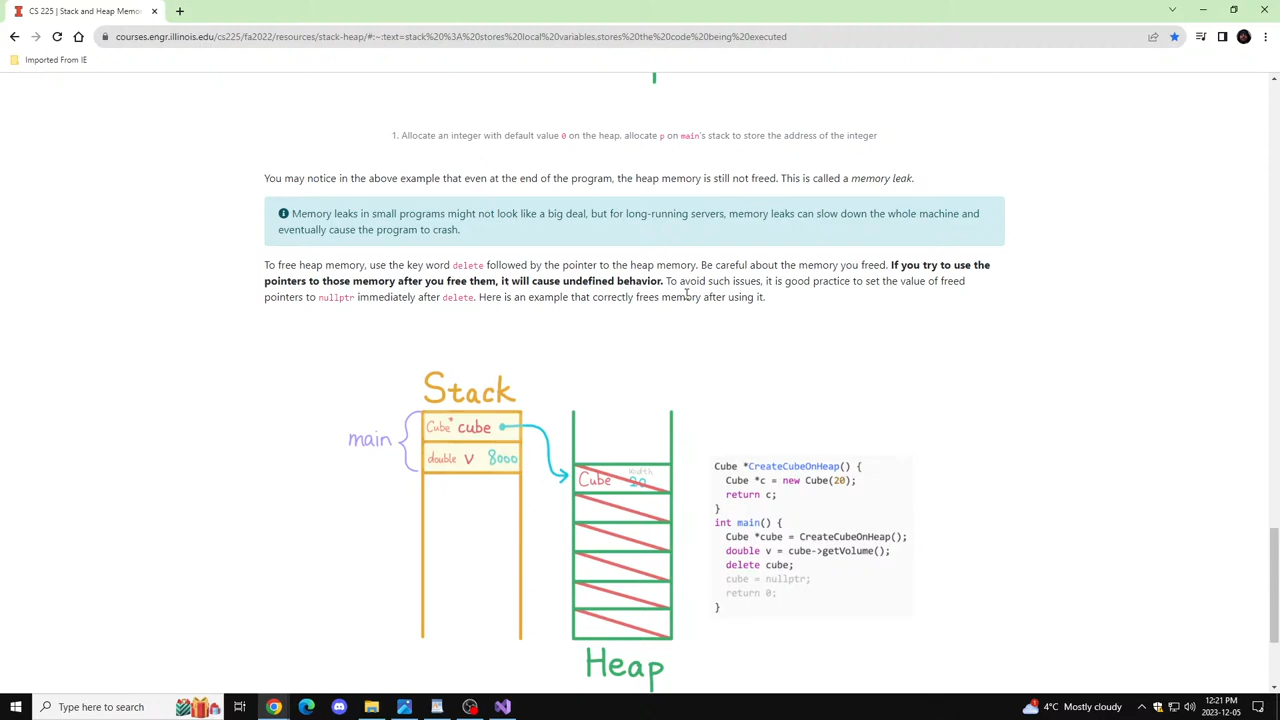 CS 225 | Stack and Heap Memo
courses.engr.illinois.edu/cs225/fa2022/resources/stack-heap/#:~:text=stack%20%3A%20stores%20local%20variables,stores%20the%20code%20being%20executed
Imported From IE
1. Allocate an integer with default value 0 on the heap, allocate p on main's stack to store the address of the integer
You may notice in the above example that even at the end of the program, the heap memory is still not freed. This is called a memory leak.
Memory leaks in small programs might not look like a big deal, but for long-running servers, memory leaks can slow down the whole machine and
eventually cause the program to crash.
To free heap memory, use the key word delete followed by the pointer to the heap memory. Be careful about the memory you freed. If you try to use the
pointers to those memory after you free them, it will cause undefined behavior. To avoid such issues, it is good practice to set the value of freed
pointers to nullptr immediately after delete. Here is an example that correctly frees memory after using it.
Stack
main
Cube* cube
double v 8000
Cube width 20
Heap
Cube *CreateCubeOnHeap() {
Cube *c = new Cube(20);
return c;
}
int main() {
Cube *cube = CreateCubeOnHeap();
double v = cube->getVolume();
delete cube;
cube = nullptr;
return 0;
}
Type here to search
4°C Mostly cloudy
12:21 PM
2023-12-05